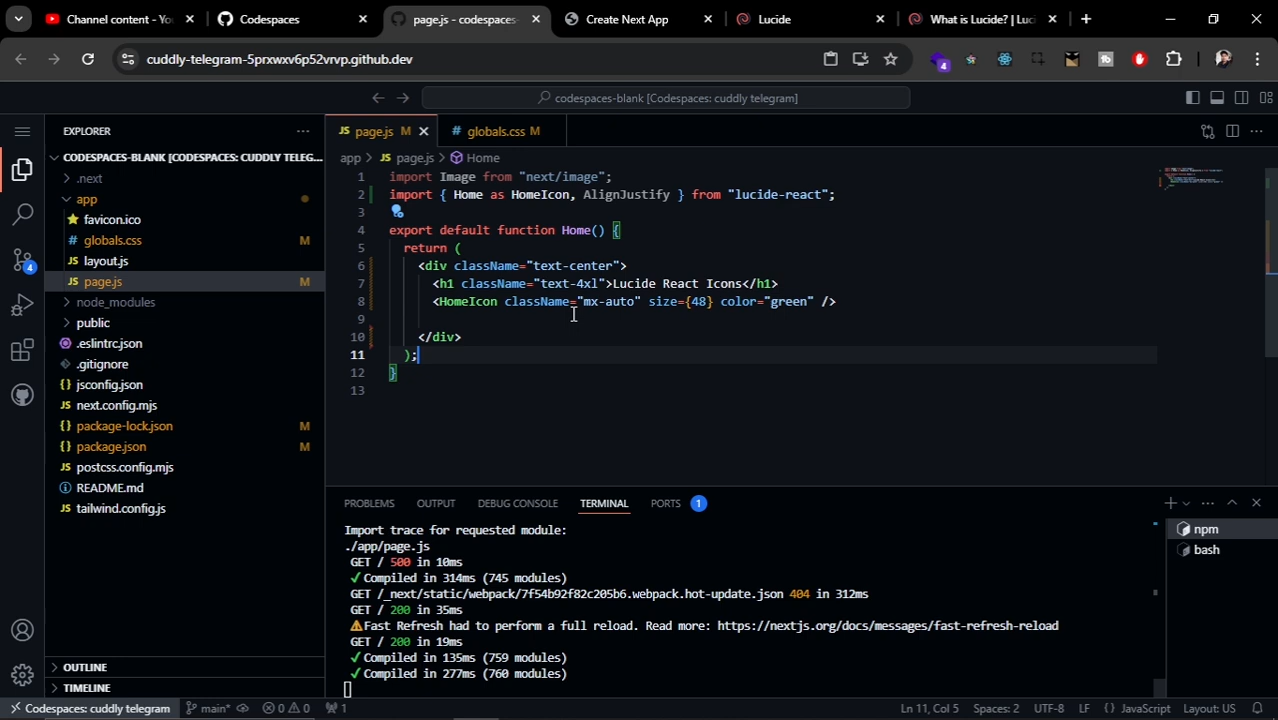 Channel content - Yo
Codespaces
page.js - codespaces-
Create Next App
Lucide
What is Lucide? | Luc
cuddly-telegram-5prxwxv6p52vrvp.github.dev
4
codespaces-blank [Codespaces: cuddly telegram]
EXPLORER
page.js M
globals.css M
CODESPACES-BLANK [CODESPACES: CUDDLY TELEG...
app > page.js > Home
.next
app
favicon.ico
globals.css M
layout.js
page.js M
node_modules
public
.eslintrc.json
.gitignore
jsconfig.json
next.config.mjs
package-lock.json M
package.json M
postcss.config.mjs
README.md
tailwind.config.js
OUTLINE
TIMELINE
4
1 import Image from "next/image";
2 import { Home as HomeIcon, AlignJustify } from "lucide-react";
3
4 export default function Home() {
5 return (
6 <div className="text-center">
7 <h1 className="text-4xl">Lucide React Icons</h1>
8 <HomeIcon className="mx-auto" size={48} color="green" />
9
10 </div>
11 );
12 }
13
PROBLEMS OUTPUT DEBUG CONSOLE TERMINAL PORTS 1
Import trace for requested module:
./app/page.js
GET / 500 in 10ms
✓ Compiled in 314ms (745 modules)
GET /_next/static/webpack/7f54b92f82c205b6.webpack.hot-update.json 404 in 312ms
GET / 200 in 35ms
⚠ Fast Refresh had to perform a full reload. Read more: https://nextjs.org/docs/messages/fast-refresh-reload
GET / 200 in 19ms
✓ Compiled in 135ms (759 modules)
✓ Compiled in 277ms (760 modules)
npm
bash
Codespaces: cuddly telegram main* 0 0 1 Ln 11, Col 5 Spaces: 2 UTF-8 LF {} JavaScript Layout: US